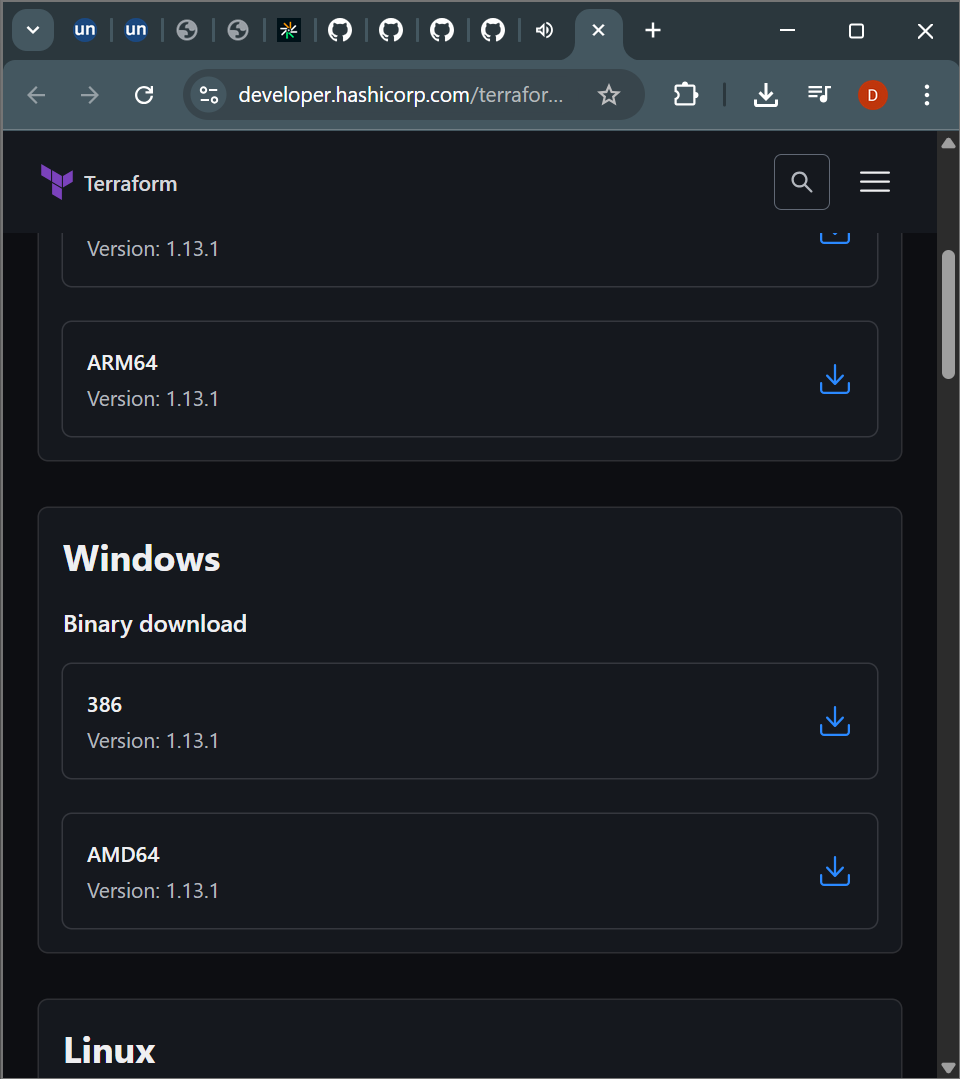 un
un
developer.hashicorp.com/terrafor...
D
Terraform
Version: 1.13.1
ARM64
Version: 1.13.1
Windows
Binary download
386
Version: 1.13.1
AMD64
Version: 1.13.1
Linux